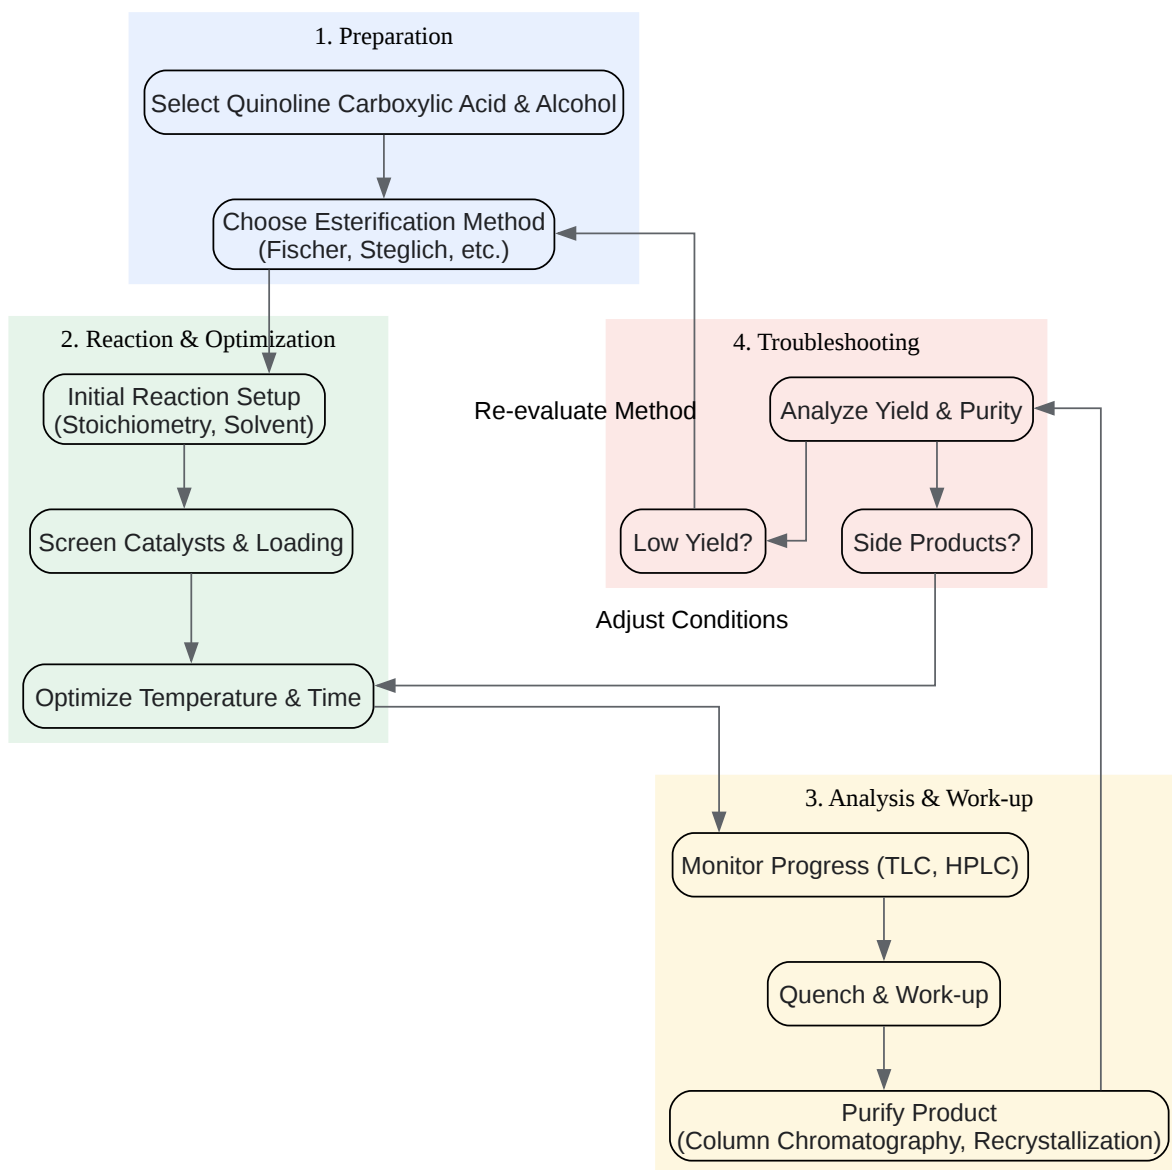 1. Preparation
Select Quinoline Carboxylic Acid & Alcohol
Choose Esterification Method
(Fischer, Steglich, etc.)
2. Reaction & Optimization
Initial Reaction Setup
(Stoichiometry, Solvent)
Screen Catalysts & Loading
Optimize Temperature & Time
4. Troubleshooting
Re-evaluate Method
Analyze Yield & Purity
Low Yield?
Side Products?
Adjust Conditions
3. Analysis & Work-up
Monitor Progress (TLC, HPLC)
Quench & Work-up
Purify Product
(Column Chromatography, Recrystallization)